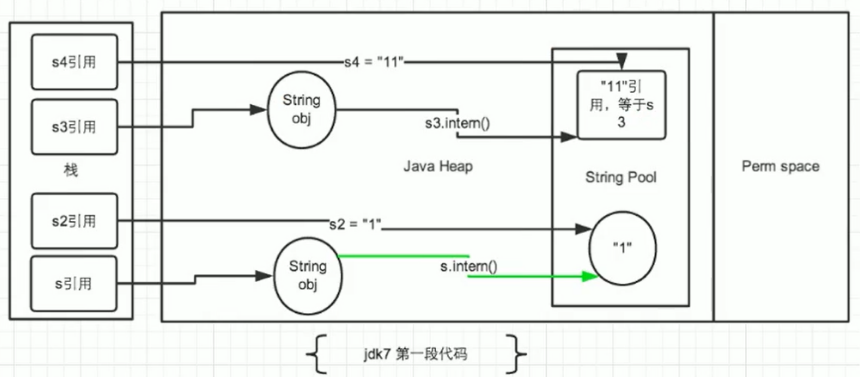 s4引用
s4 = "11"
"11"引
用，等于s
3
s3引用
String
obj
s3.intern()
栈
Java Heap
String Pool
Perm space
s2引用
s2 = "1"
"1"
s引用
String
obj
s.intern()
jdk7 第一段代码